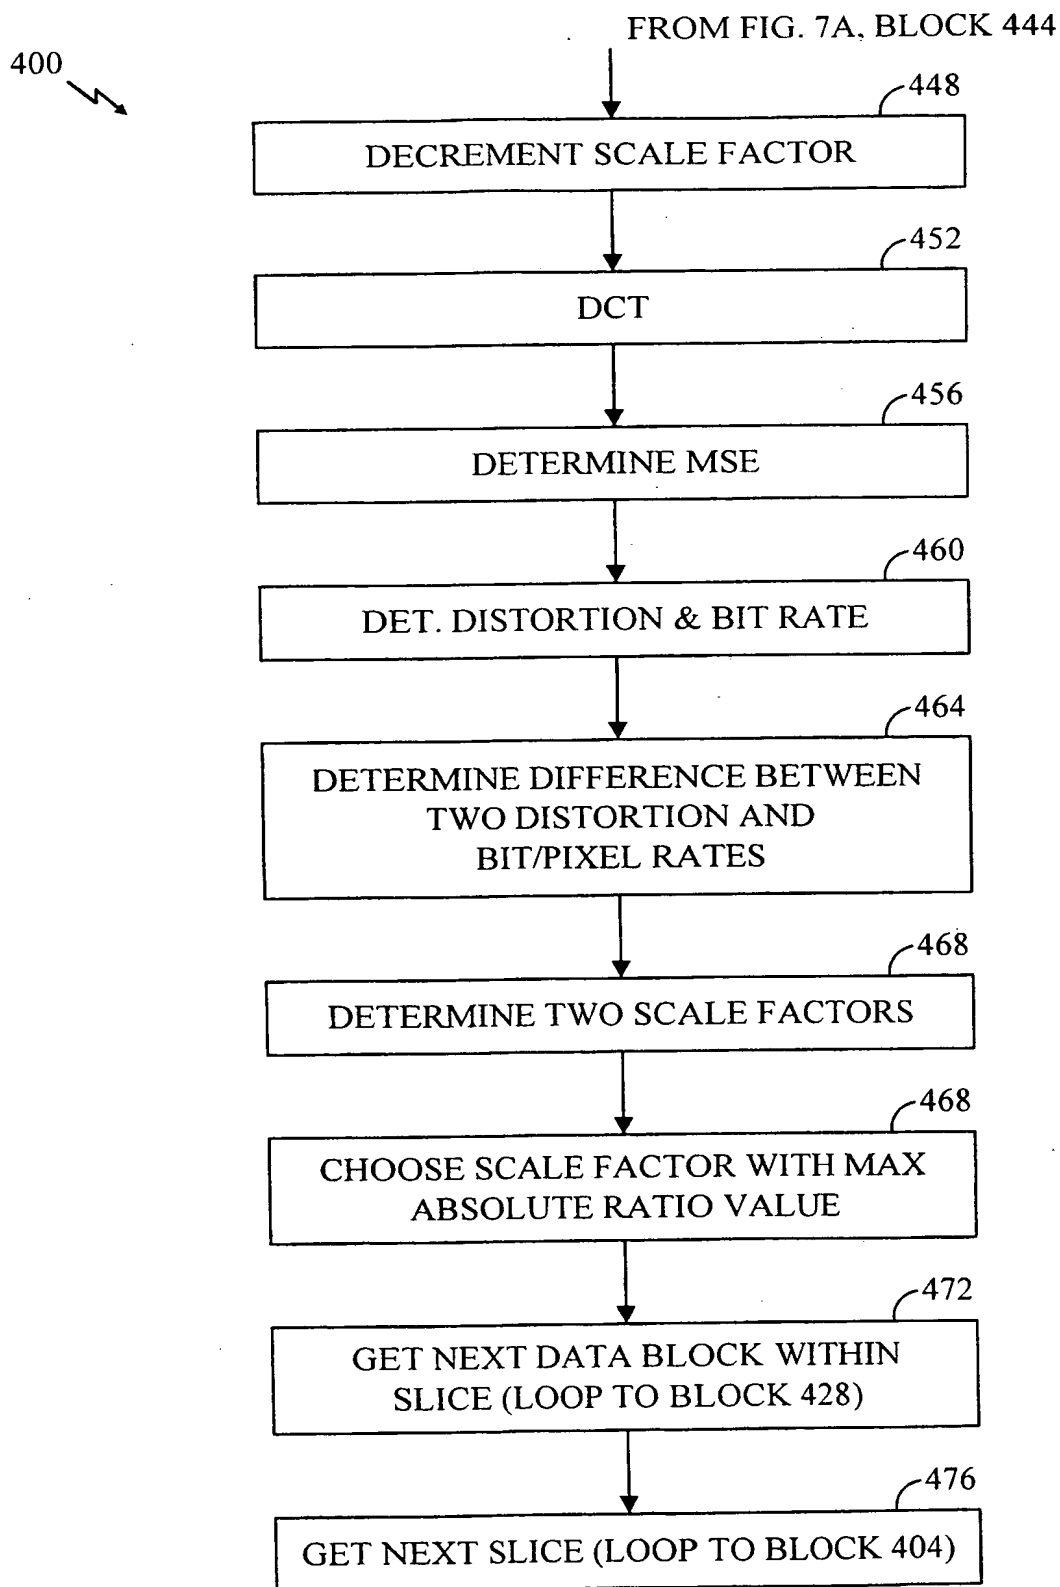 FROM FIG. 7A, BLOCK 444
400
448
DECREMENT SCALE FACTOR
452
DCT
456
DETERMINE MSE
460
DET. DISTORTION & BIT RATE
464
DETERMINE DIFFERENCE BETWEEN
TWO DISTORTION AND
BIT/PIXEL RATES
468
DETERMINE TWO SCALE FACTORS
468
CHOOSE SCALE FACTOR WITH MAX
ABSOLUTE RATIO VALUE
472
GET NEXT DATA BLOCK WITHIN
SLICE (LOOP TO BLOCK 428)
476
GET NEXT SLICE (LOOP TO BLOCK 404)